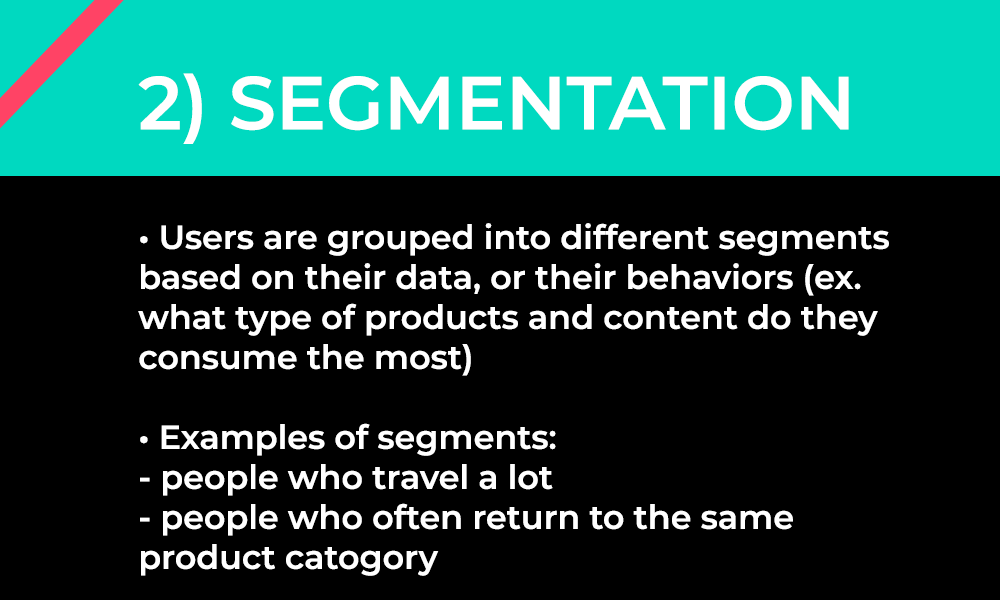 2) SEGMENTATION
• Users are grouped into different segments
based on their data, or their behaviors (ex.
what type of products and content do they
consume the most)
• Examples of segments:
- people who travel a lot
- people who often return to the same
product catogory